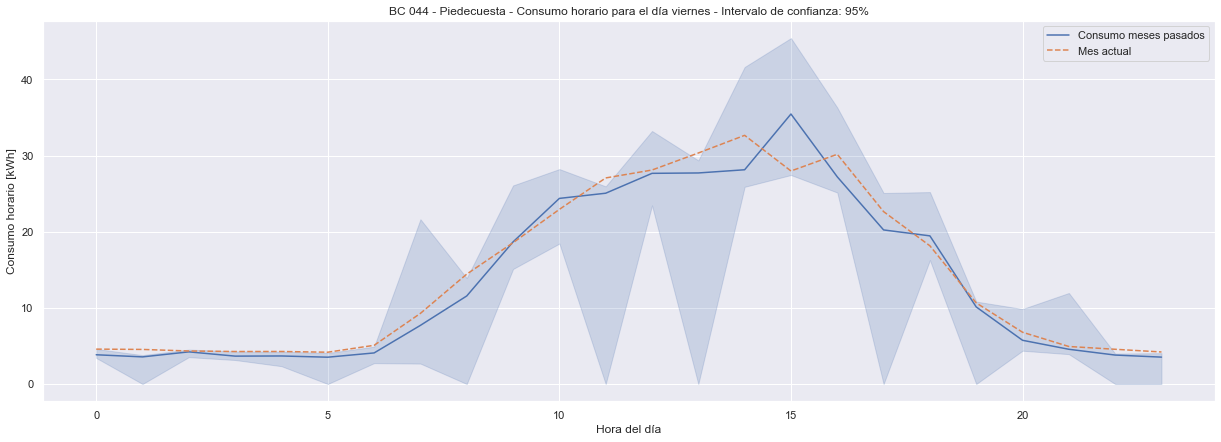 BC 044 - Piedecuesta - Consumo horario para el día viernes - Intervalo de confianza: 95%
Consumo meses pasados
Mes actual
Consumo horario [kWh]
40
30
20
10
0
0 5 10 15 20
Hora del día